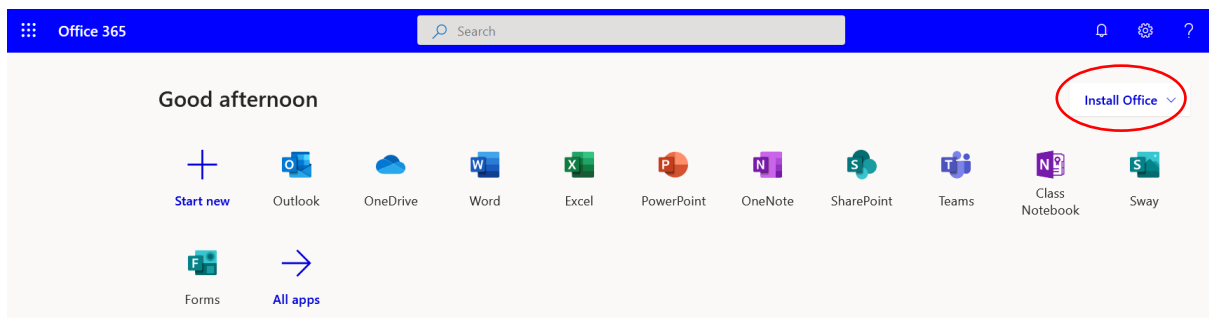 Office 365
Search
?
Good afternoon
Install Office
Start new
Outlook
OneDrive
Word
Excel
PowerPoint
OneNote
SharePoint
Teams
Class
Notebook
Sway
Forms
All apps